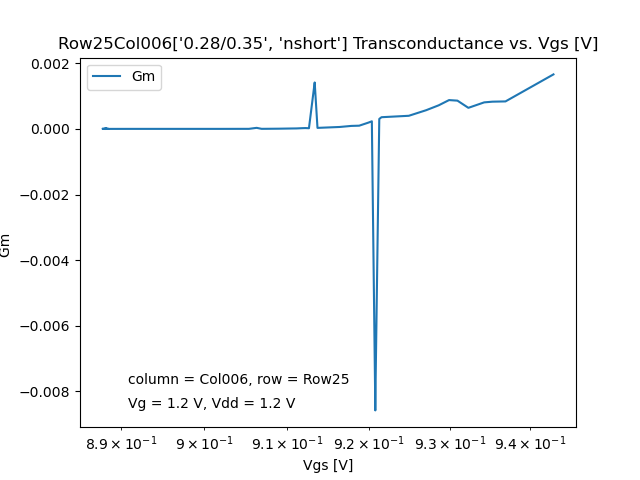 Row25Col006['0.28/0.35', 'nshort'] Transconductance vs. Vgs [V]
Gm
0.002
0.000
−0.002
−0.004
−0.006
−0.008
Gm
column = Col006, row = Row25
Vg = 1.2 V, Vdd = 1.2 V
8.9 × 10⁻¹ 9 × 10⁻¹ 9.1 × 10⁻¹ 9.2 × 10⁻¹ 9.3 × 10⁻¹ 9.4 × 10⁻¹
Vgs [V]